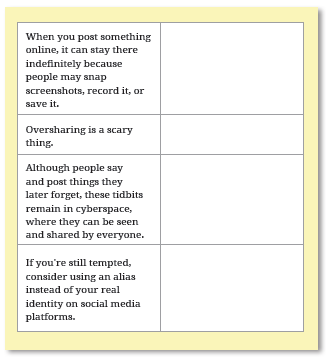 When you post something
online, it can stay there
indefinitely because
people may snap
screenshots, record it, or
save it.
Oversharing is a scary
thing.
Although people say
and post things they
later forget, these tidbits
remain in cyberspace,
where they can be seen
and shared by everyone.
If you're still tempted,
consider using an alias
instead of your real
identity on social media
platforms.